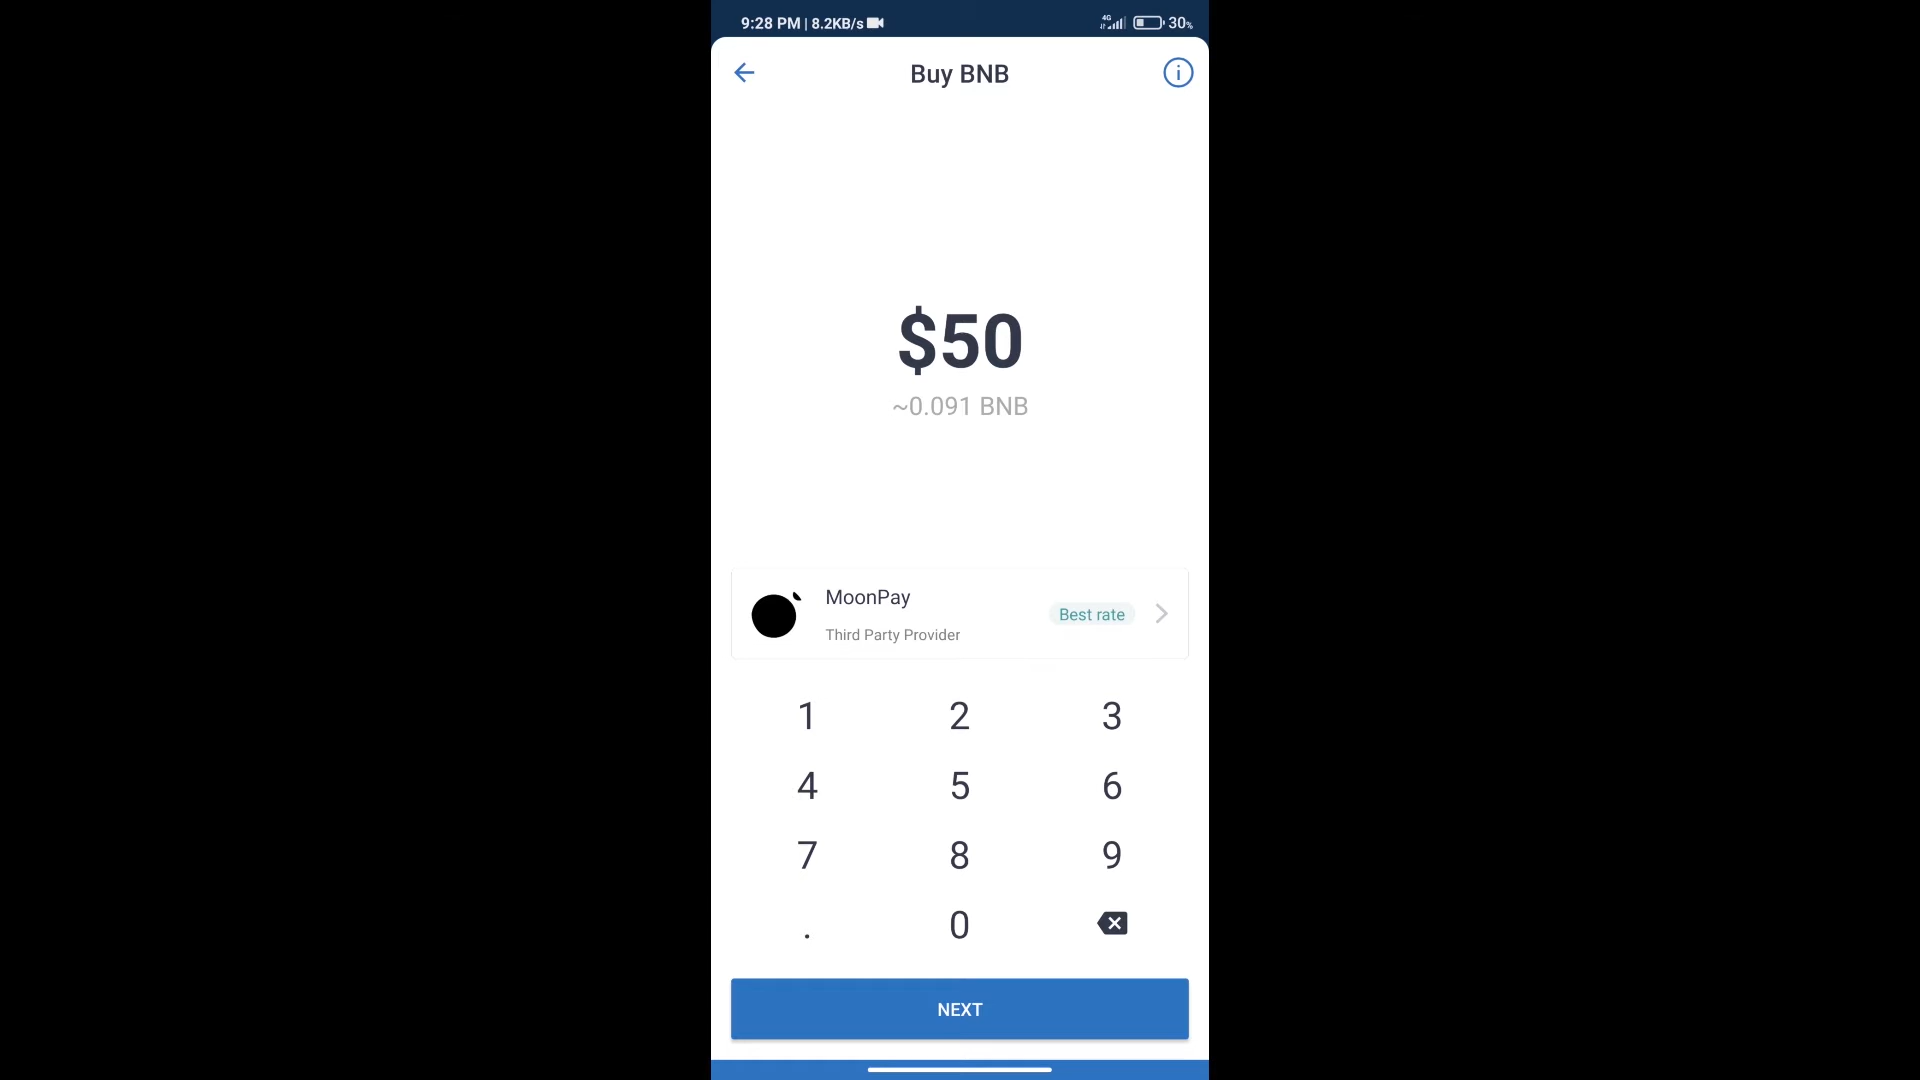 9:28 PM | 8.2KB/s 4G 30%
Buy BNB
$50
~0.091 BNB
MoonPay
Best rate
Third Party Provider
1 2 3
4 5 6
7 8 9
. 0
NEXT